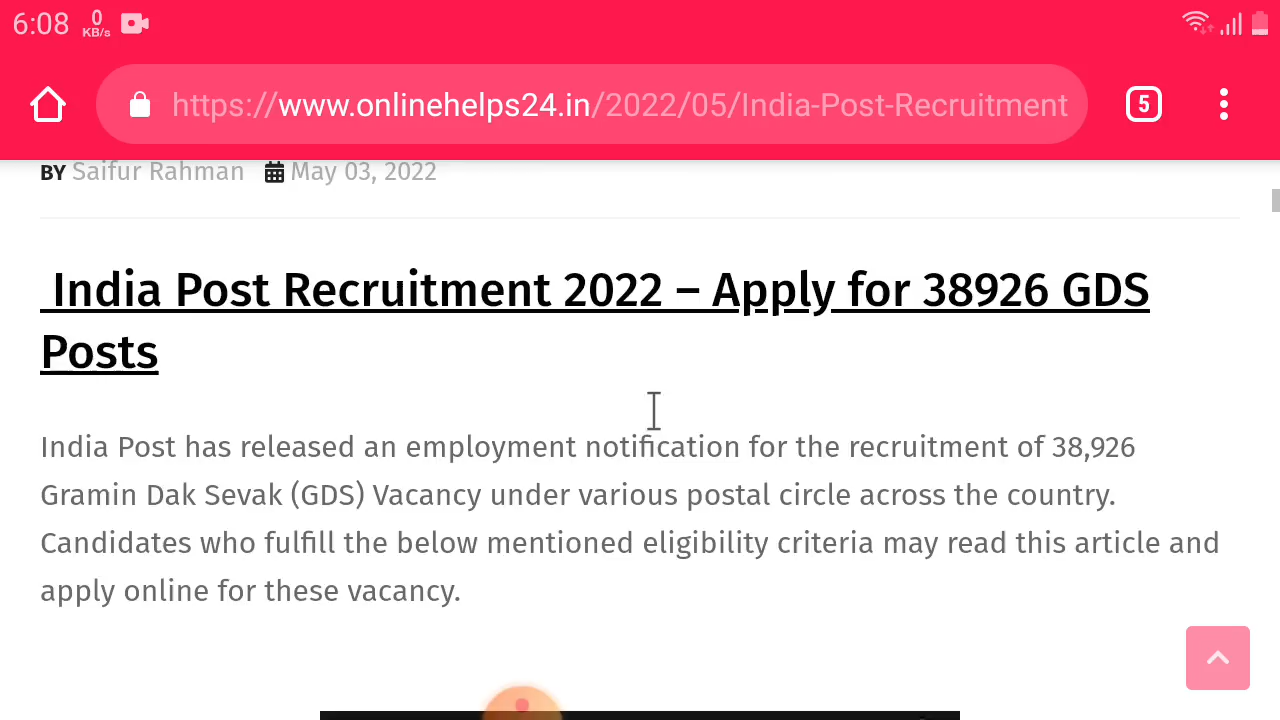 6:08 0 KB/s
https://www.onlinehelps24.in/2022/05/India-Post-Recruitment 5
BY Saifur Rahman May 03, 2022
India Post Recruitment 2022 – Apply for 38926 GDS
Posts
India Post has released an employment notification for the recruitment of 38,926
Gramin Dak Sevak (GDS) Vacancy under various postal circle across the country.
Candidates who fulfill the below mentioned eligibility criteria may read this article and
apply online for these vacancy.